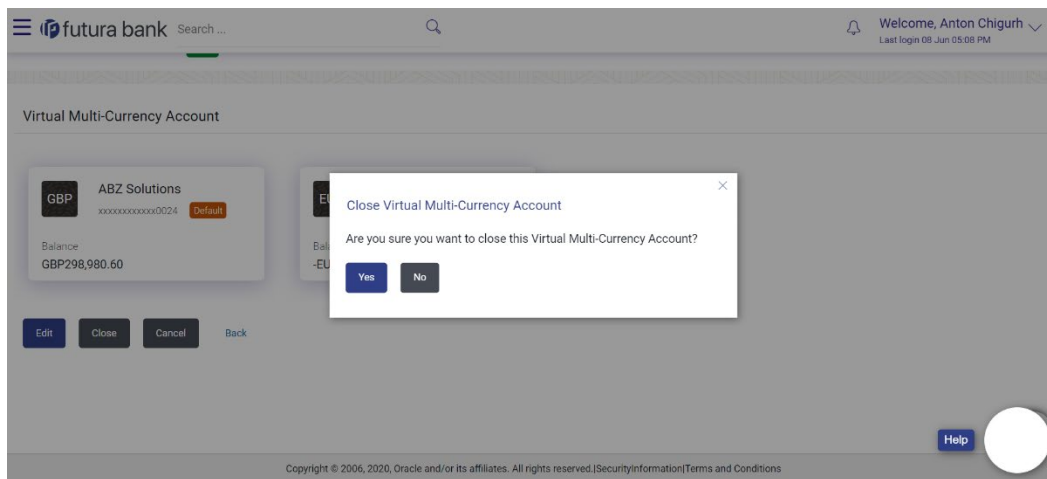 futura bank
Search ...
Welcome, Anton Chigurh
Last login 08 Jun 05:08 PM
Virtual Multi-Currency Account
GBP
ABZ Solutions
xxxxxxxxxxxx0024 Default
Balance
GBP298,980.60
-EU
Close Virtual Multi-Currency Account
Are you sure you want to close this Virtual Multi-Currency Account?
Yes No
Edit Close Cancel Back
Help
Copyright © 2006, 2020, Oracle and/or its affiliates. All rights reserved.|SecurityInformation|Terms and Conditions